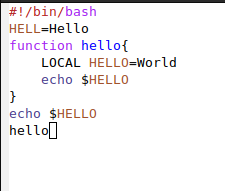 #!/bin/bash
HELL=Hello
function hello{
    LOCAL HELLO=World
    echo $HELLO
}
echo $HELLO
hello